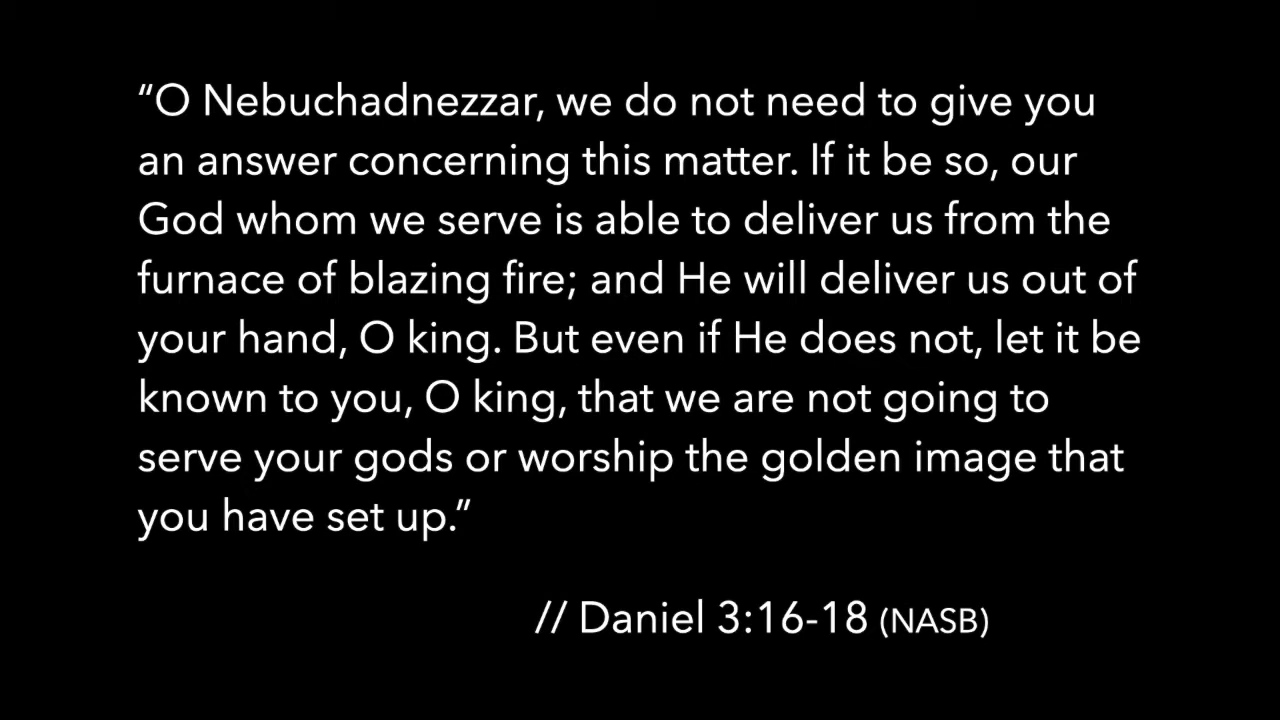 “O Nebuchadnezzar, we do not need to give you
an answer concerning this matter. If it be so, our
God whom we serve is able to deliver us from the
furnace of blazing fire; and He will deliver us out of
your hand, O king. But even if He does not, let it be
known to you, O king, that we are not going to
serve your gods or worship the golden image that
you have set up.”
// Daniel 3:16-18 (NASB)